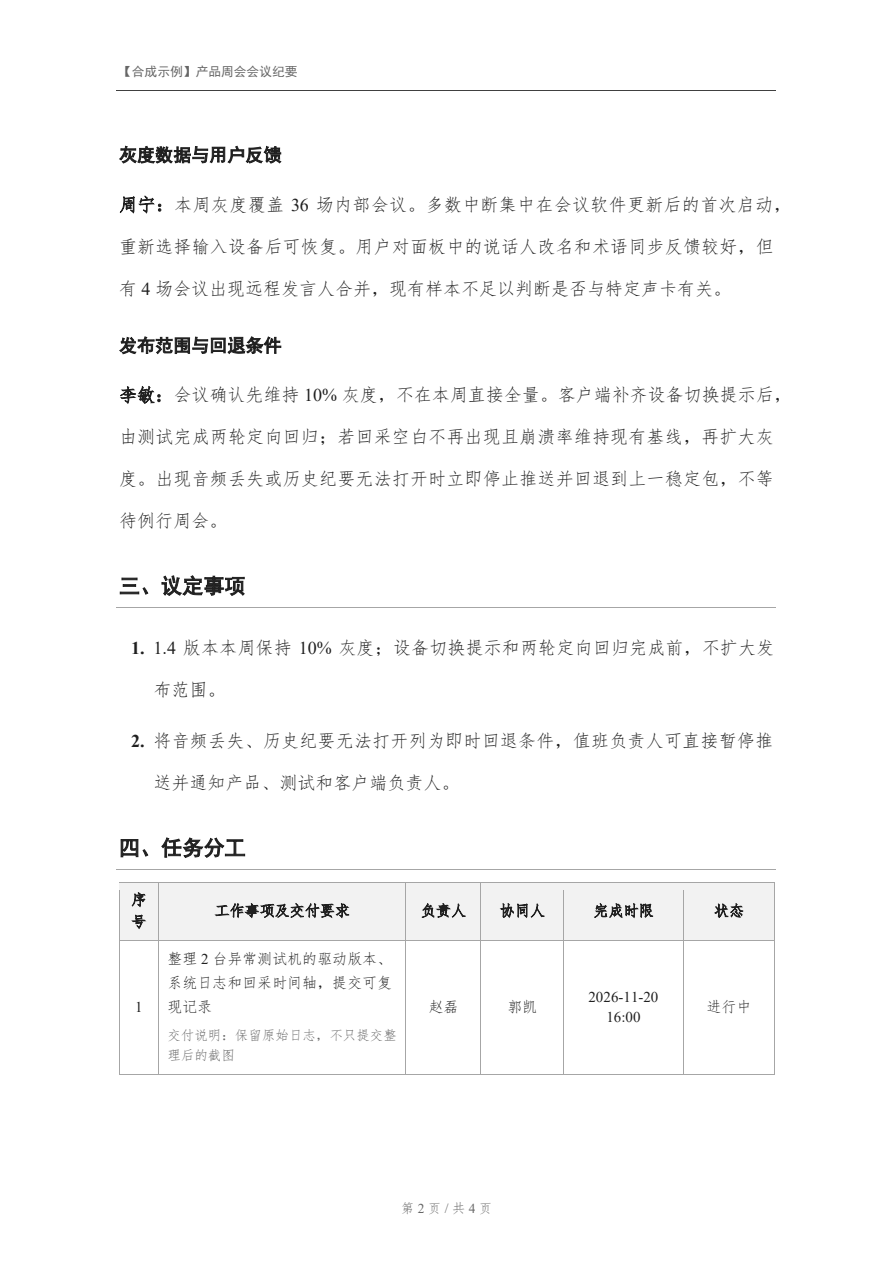 【合成示例】产品周会会议纪要
灰度数据与用户反馈
周宁：本周灰度覆盖 36 场内部会议。多数中断集中在会议软件更新后的首次启动，
重新选择输入设备后可恢复。用户对面板中的说话人改名和术语同步反馈较好，但
有 4 场会议出现远程发言人合并，现有样本不足以判断是否与特定声卡有关。
发布范围与回退条件
李敏：会议确认先维持 10% 灰度，不在本周直接全量。客户端补齐设备切换提示后，
由测试完成两轮定向回归；若回采空白不再出现且崩溃率维持现有基线，再扩大灰
度。出现音频丢失或历史纪要无法打开时立即停止推送并回退到上一稳定包，不等
待例行周会。
三、议定事项
1. 1.4 版本本周保持 10% 灰度；设备切换提示和两轮定向回归完成前，不扩大发
布范围。
2. 将音频丢失、历史纪要无法打开列为即时回退条件，值班负责人可直接暂停推
送并通知产品、测试和客户端负责人。
四、任务分工
序号 工作事项及交付要求 负责人 协同人 完成时限 状态
整理 2 台异常测试机的驱动版本、
系统日志和回采时间轴，提交可复
1 现记录 赵磊 郭凯 2026-11-20 16:00 进行中
交付说明：保留原始日志，不只提交整
理后的截图
第 2 页 / 共 4 页